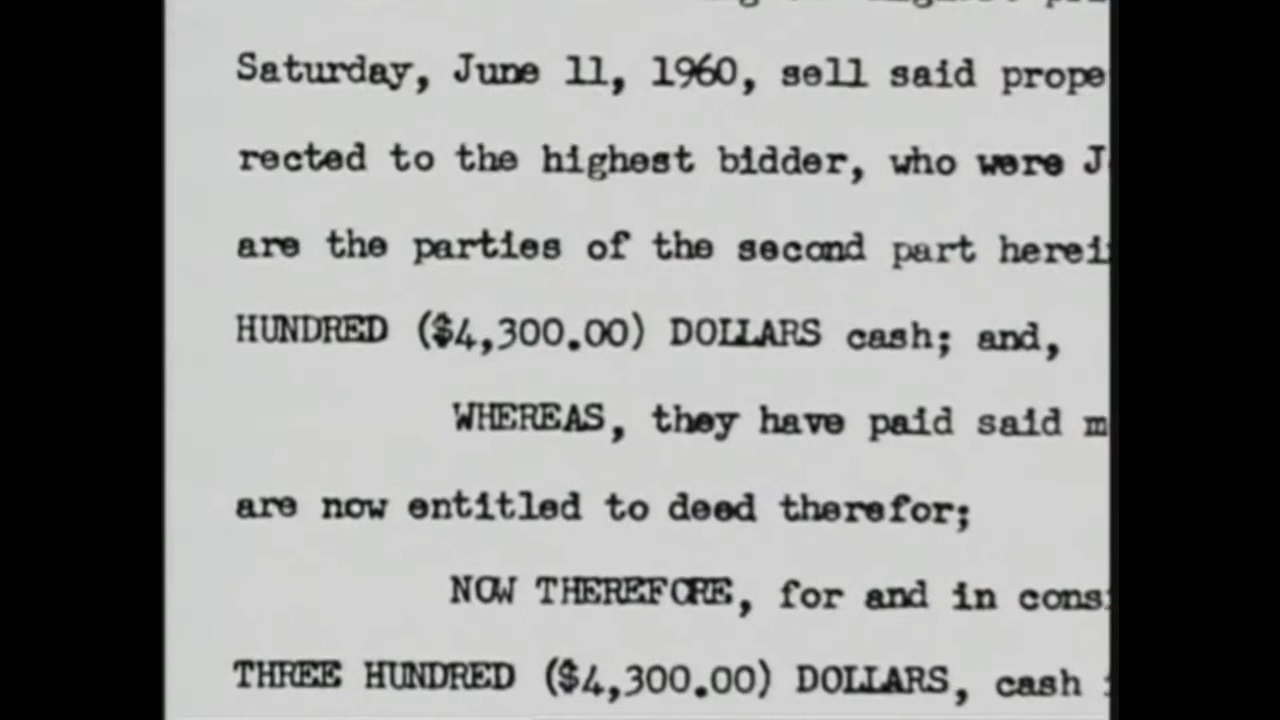 Saturday, June 11, 1960, sell said prope
rected to the highest bidder, who were J
are the parties of the second part herei
HUNDRED ($4,300.00) DOLLARS cash; and,
WHEREAS, they have paid said m
are now entitled to deed therefor;
NOW THEREFORE, for and in cons
THREE HUNDRED ($4,300.00) DOLLARS, cash